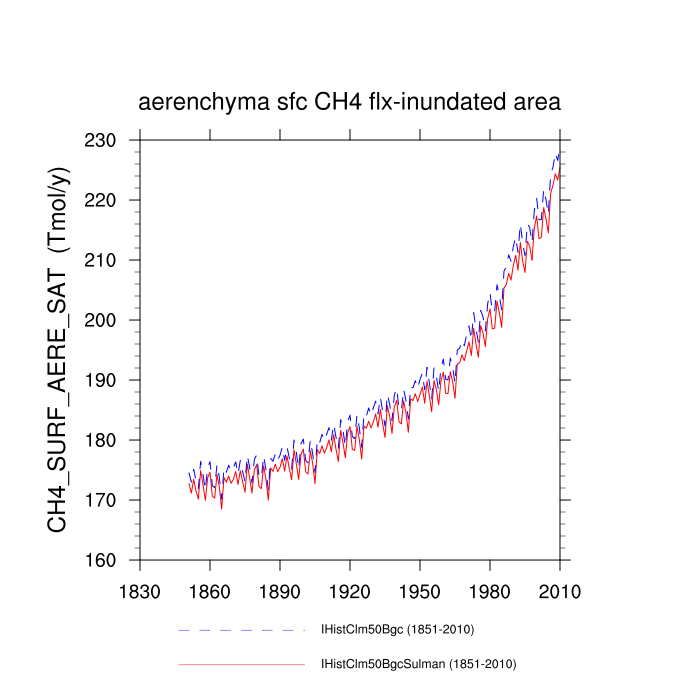 aerenchyma sfc CH4 flx-inundated area
CH4_SURF_AERE_SAT (Tmol/y)
230
220
210
200
190
180
170
160
1830 1860 1890 1920 1950 1980 2010
IHistClm50Bgc (1851-2010)
IHistClm50BgcSulman (1851-2010)